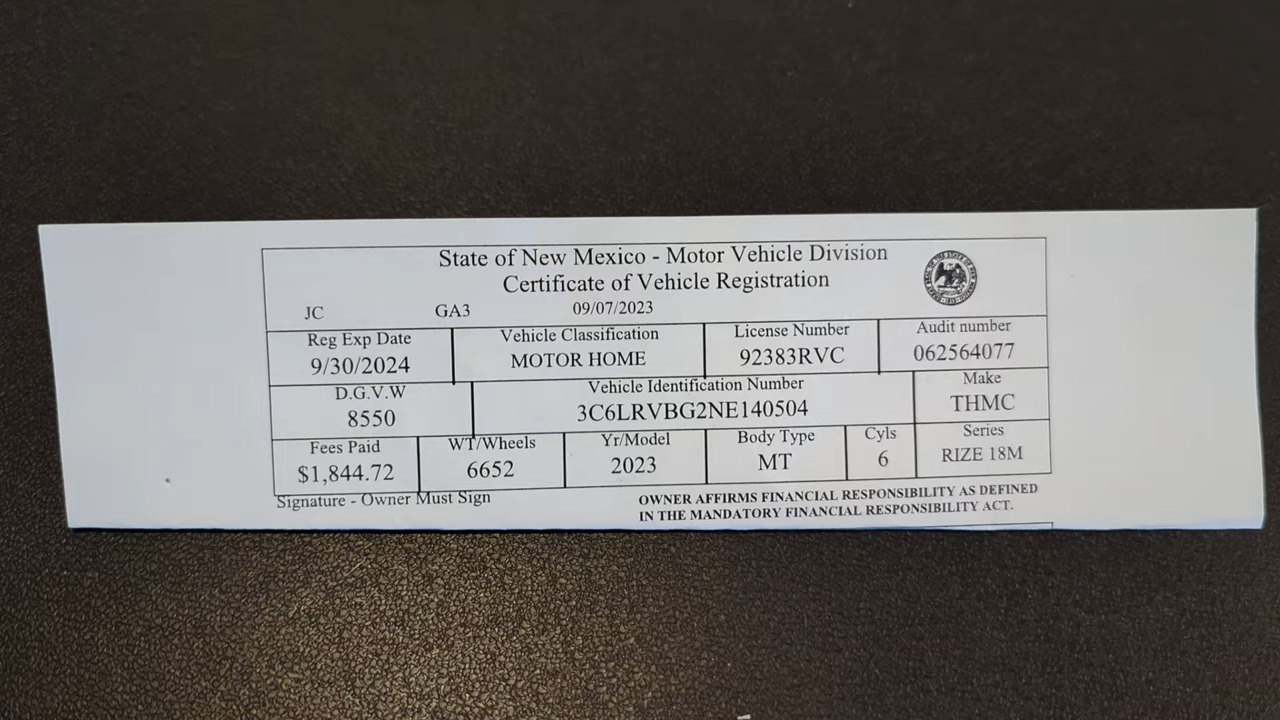 State of New Mexico - Motor Vehicle Division
Certificate of Vehicle Registration
JC GA3 09/07/2023
Reg Exp Date Vehicle Classification License Number Audit number
9/30/2024 MOTOR HOME 92383RVC 062564077
D.G.V.W Vehicle Identification Number Make
8550 3C6LRVBG2NE140504 THMC
Fees Paid WT/Wheels Yr/Model Body Type Cyls Series
$1,844.72 6652 2023 MT 6 RIZE 18M
Signature - Owner Must Sign OWNER AFFIRMS FINANCIAL RESPONSIBILITY AS DEFINED
IN THE MANDATORY FINANCIAL RESPONSIBILITY ACT.